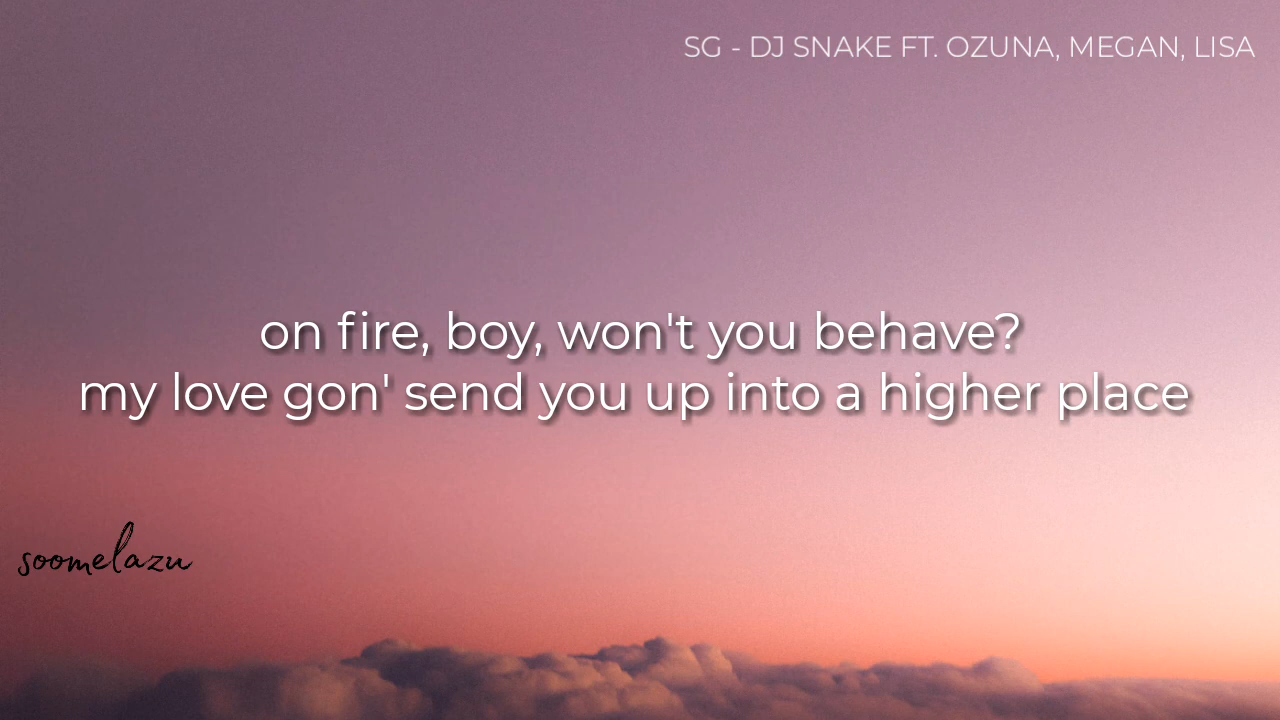 SG - DJ SNAKE FT. OZUNA, MEGAN, LISA
on fire, boy, won't you behave?
my love gon' send you up into a higher place
soomelazu